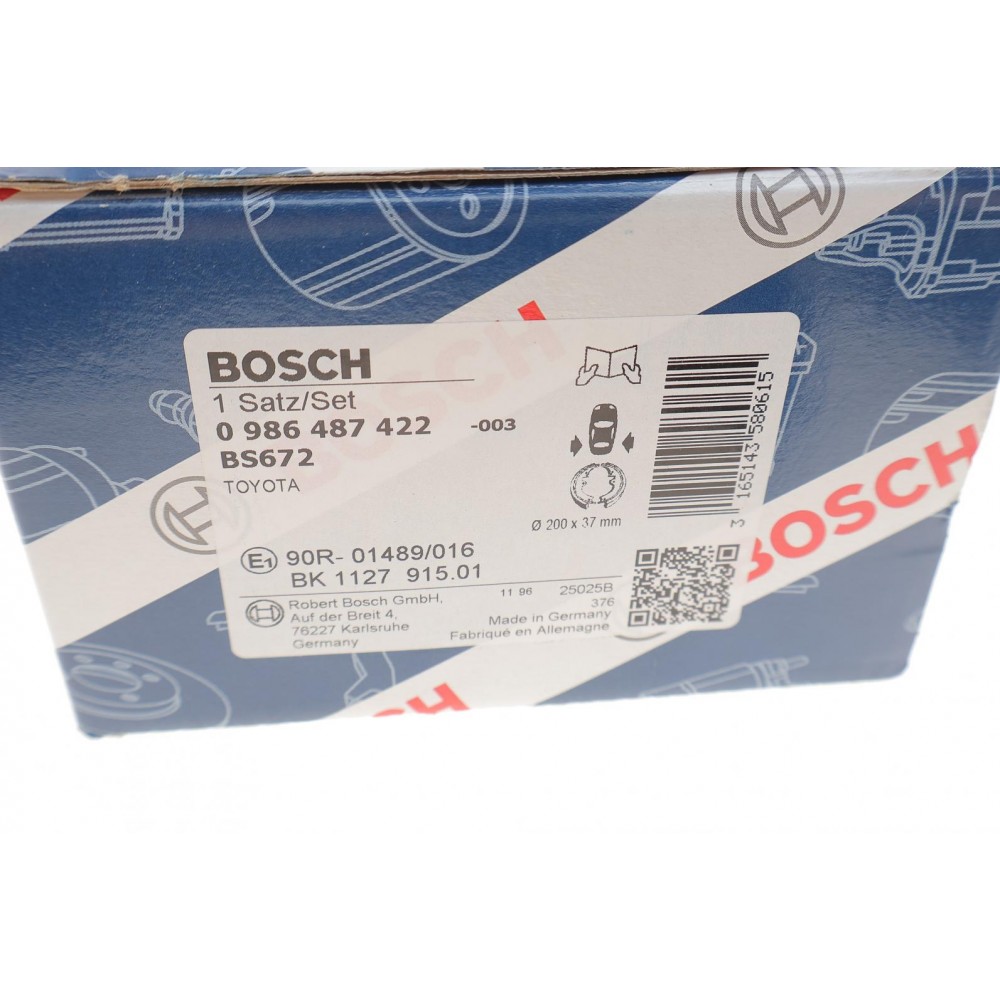 BOSCH
1 Satz/Set
0 986 487 422 -003
BS672
TOYOTA
Ø 200 x 37 mm
3 165143 580615
E1 90R- 01489/016
BK 1127 915.01
Robert Bosch GmbH,
Auf der Breit 4,
76227 Karlsruhe
Germany
11 96 25025B
376
Made in Germany
Fabriqué en Allemagne
BOSCH
BOSCH
CH